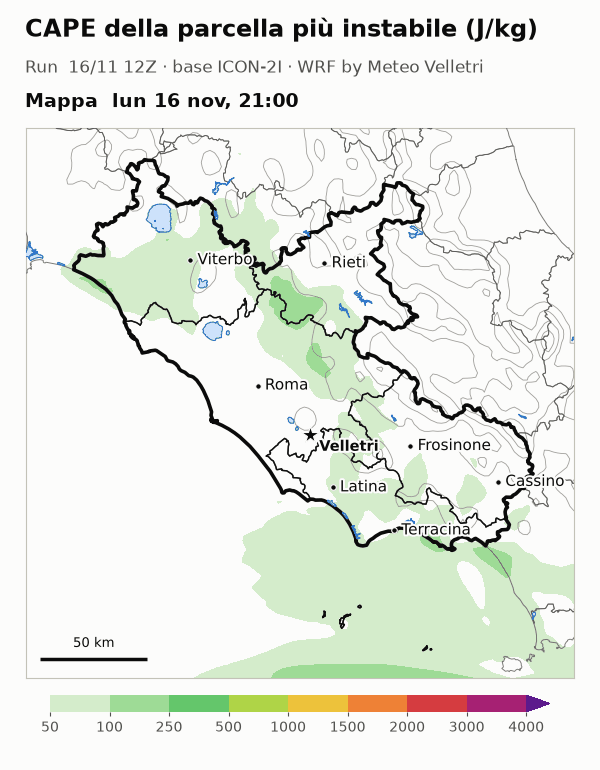 CAPE della parcella più instabile (J/kg)
Run 16/11 12Z · base ICON-2I · WRF by Meteo Velletri
Mappa lun 16 nov, 21:00
Viterbo
Rieti
Roma
Velletri
Frosinone
Latina
Cassino
Terracina
50 km
50 100 250 500 1000 1500 2000 3000 4000